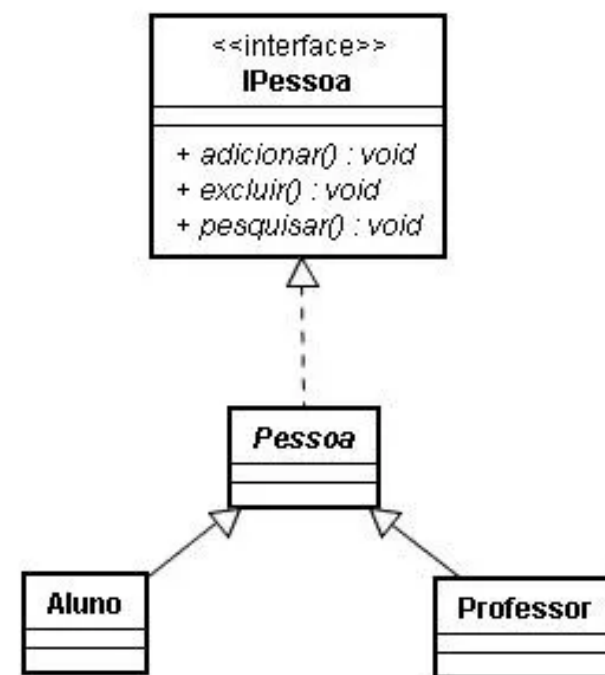 <<interface>>
IPessoa
+ adicionar() : void
+ excluir() : void
+ pesquisar() : void
Pessoa
Aluno
Professor